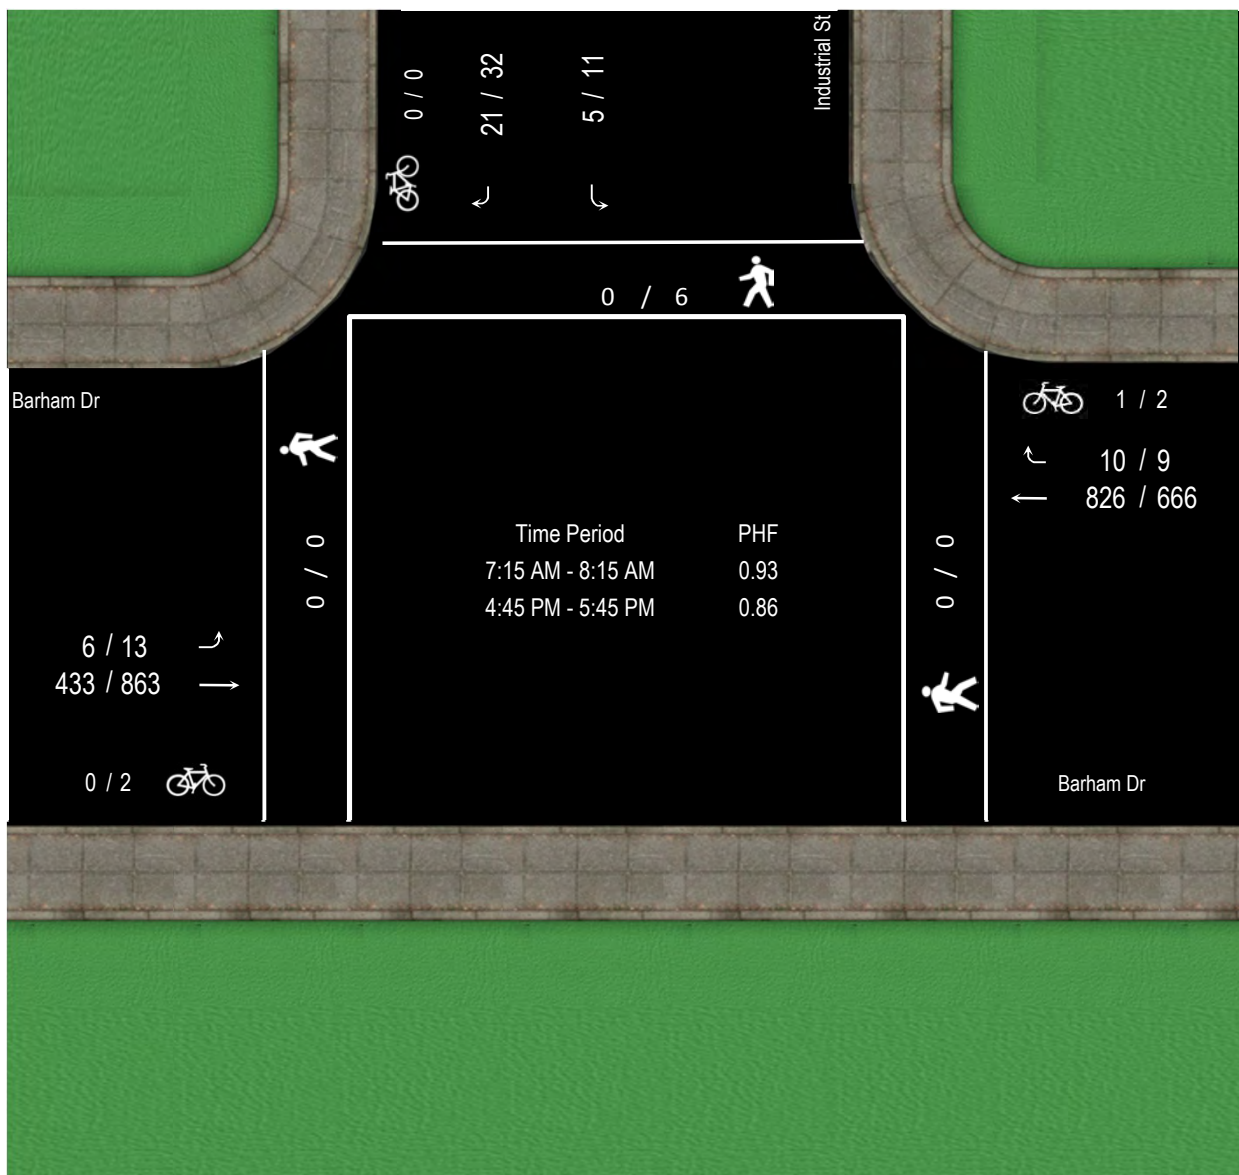 Industrial St
0 / 0
21 / 32
5 / 11
0 / 6
Barham Dr
1 / 2
10 / 9
826 / 666
0 / 0
Time Period PHF
7:15 AM - 8:15 AM 0.93
4:45 PM - 5:45 PM 0.86
0 / 0
6 / 13
433 / 863
0 / 2
Barham Dr